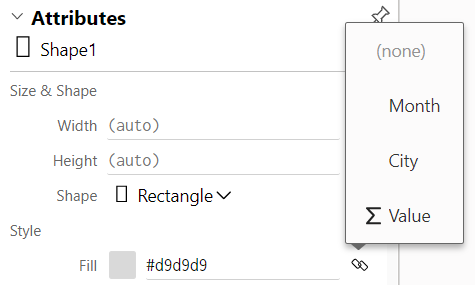 Attributes
Shape1
Size & Shape
Width (auto)
Height (auto)
Shape Rectangle
Style
Fill #d9d9d9
(none)
Month
City
Σ Value